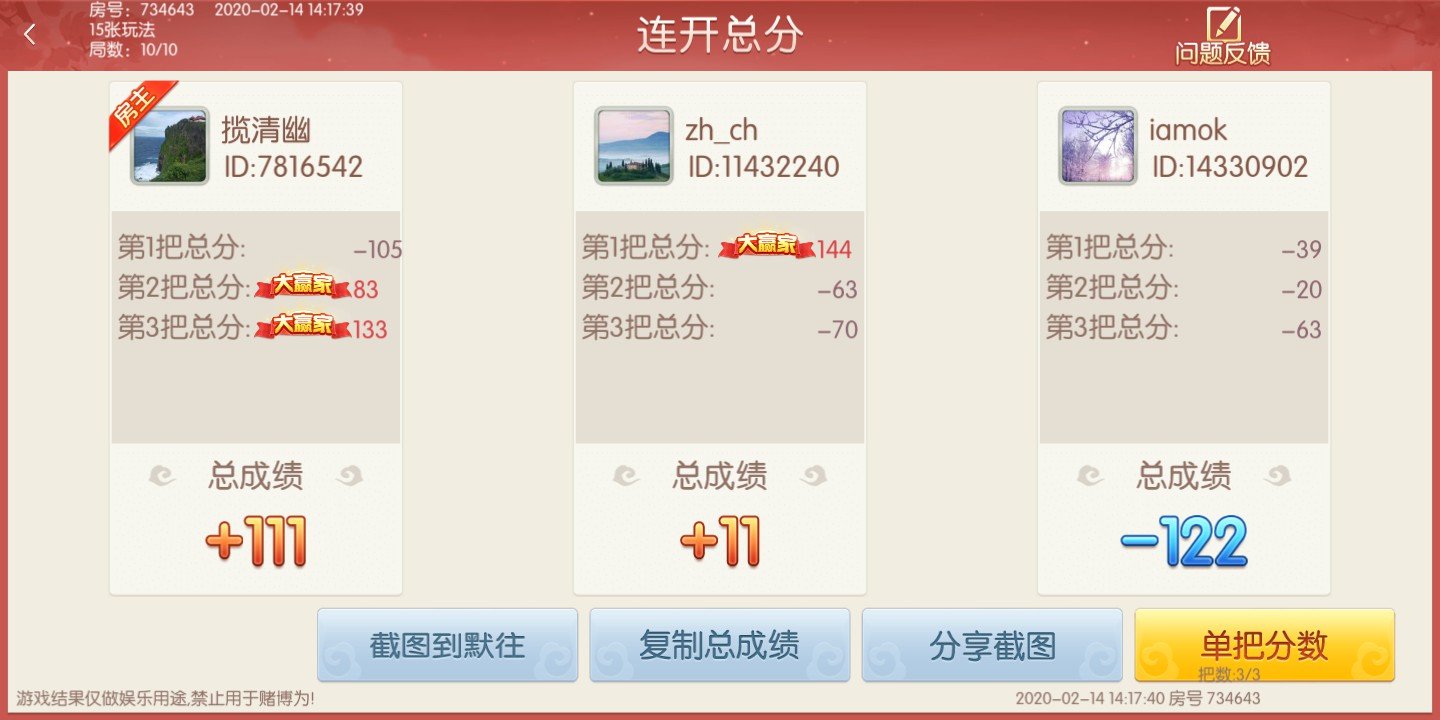 房号：734643 2020-02-14 14:17:39
15张玩法
局数：10/10
连开总分
问题反馈
房主
揽清幽
ID:7816542
第1把总分: -105
第2把总分: 大赢家 83
第3把总分: 大赢家 133
总成绩
+111
zh_ch
ID:11432240
第1把总分: 大赢家 144
第2把总分: -63
第3把总分: -70
总成绩
+11
iamok
ID:14330902
第1把总分: -39
第2把总分: -20
第3把总分: -63
总成绩
-122
截图到默往
复制总成绩
分享截图
单把分数
把数:3/3
游戏结果仅做娱乐用途,禁止用于赌博为!
2020-02-14 14:17:40 房号 734643